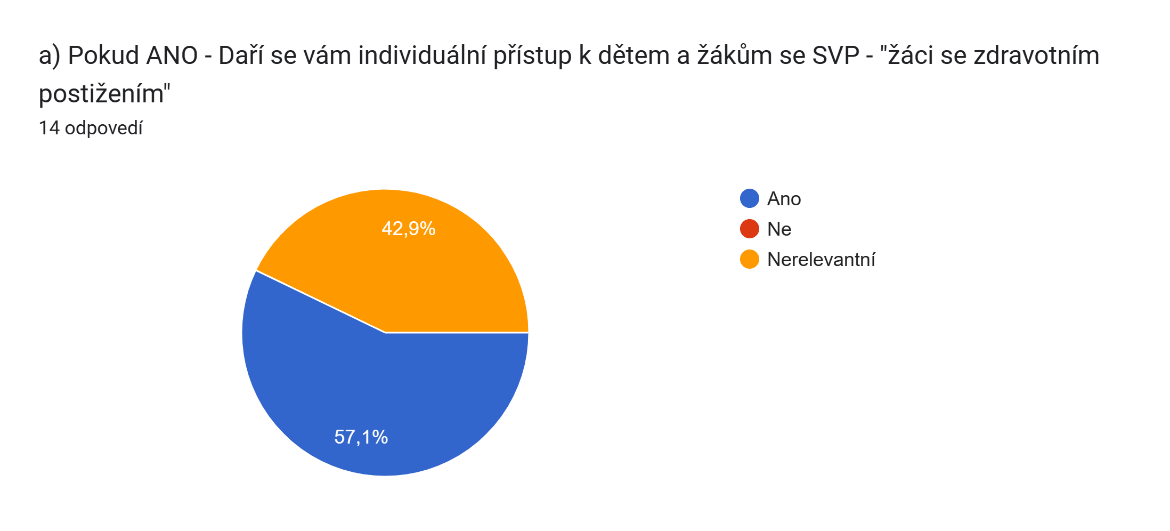 a) Pokud ANO - Daří se vám individuální přístup k dětem a žákům se SVP - "žáci se zdravotním
postižením"
14 odpovedí
Ano
Ne
Nerelevantní
42,9%
57,1%